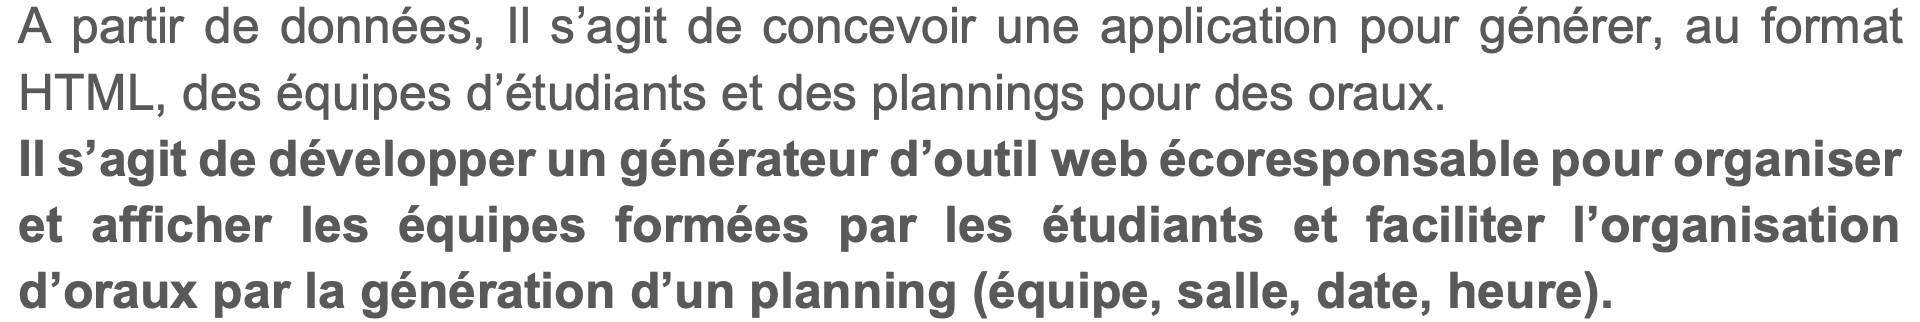 A partir de données, Il s’agit de concevoir une application pour générer, au format
HTML, des équipes d’étudiants et des plannings pour des oraux.
Il s’agit de développer un générateur d’outil web écoresponsable pour organiser
et afficher les équipes formées par les étudiants et faciliter l’organisation
d’oraux par la génération d’un planning (équipe, salle, date, heure).